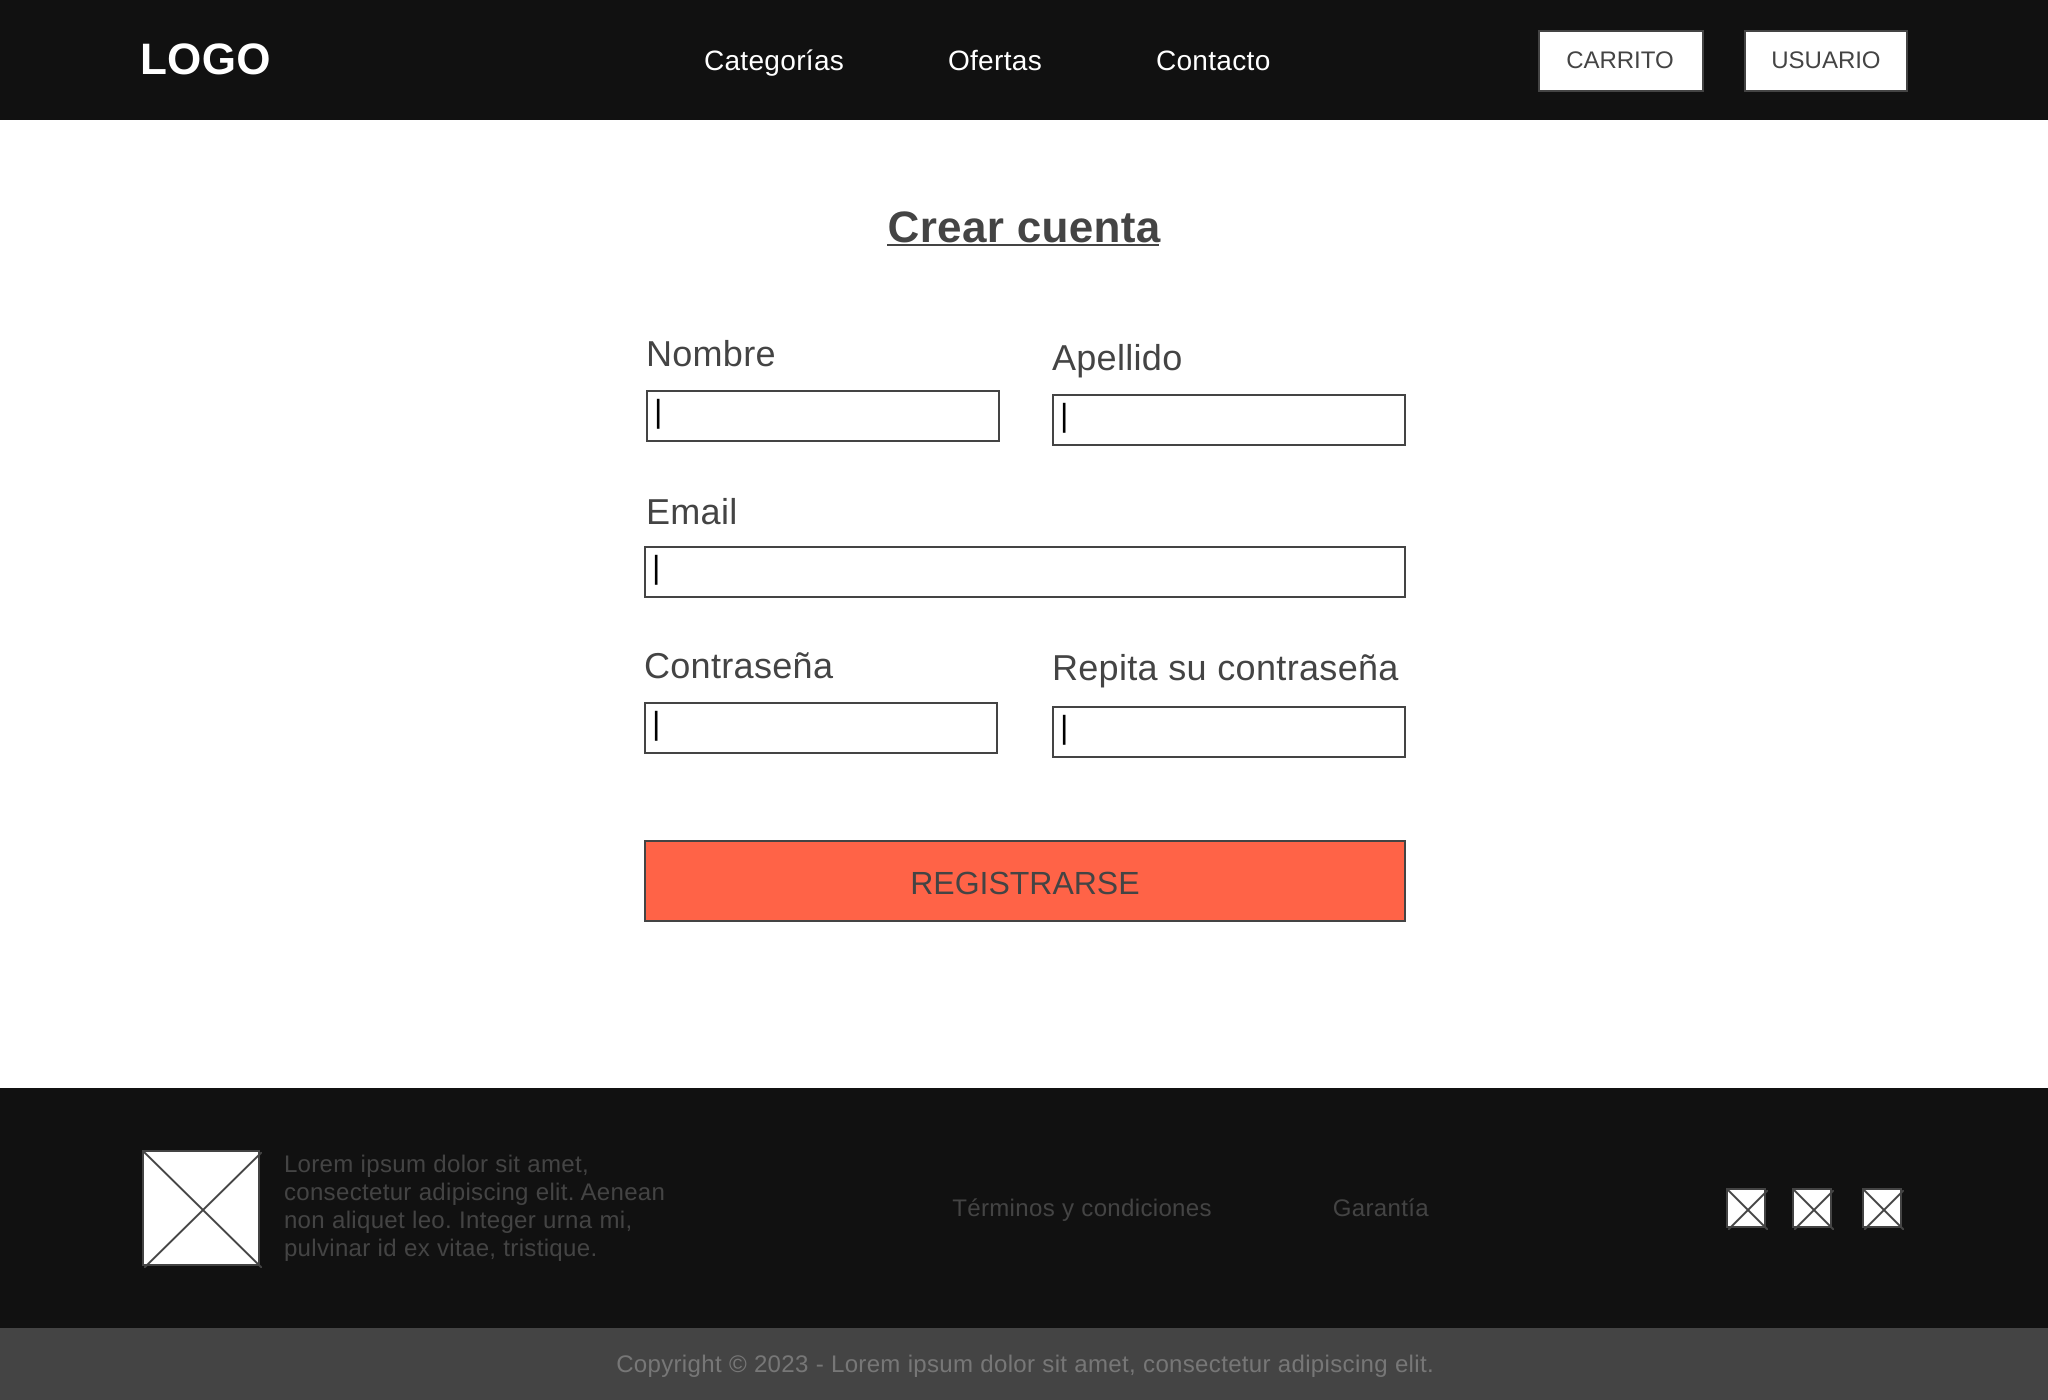 LOGO
Categorías
Ofertas
Contacto
CARRITO
USUARIO
Crear cuenta
Nombre
Apellido
Email
Contraseña
Repita su contraseña
REGISTRARSE
Lorem ipsum dolor sit amet,
consectetur adipiscing elit. Aenean
non aliquet leo. Integer urna mi,
pulvinar id ex vitae, tristique.
Términos y condiciones
Garantía
Copyright © 2023 - Lorem ipsum dolor sit amet, consectetur adipiscing elit.